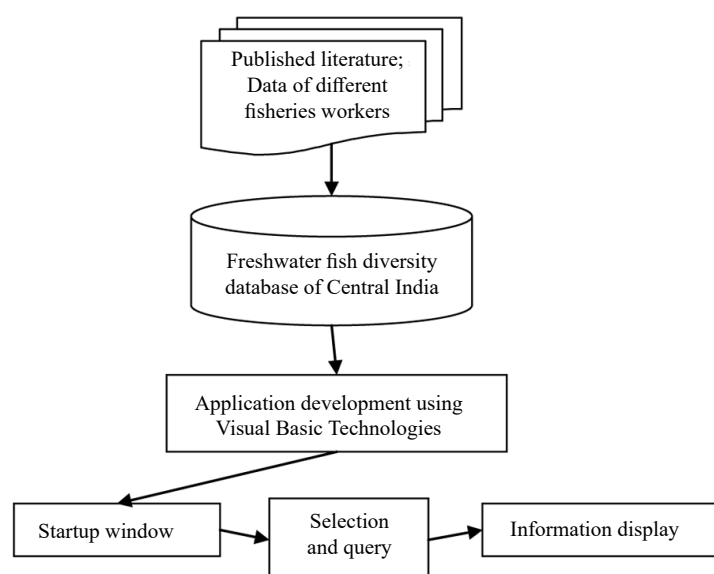 Published literature;
Data of different
fisheries workers
Freshwater fish diversity
database of Central India
Application development using
Visual Basic Technologies
Startup window
Selection
and query
Information display